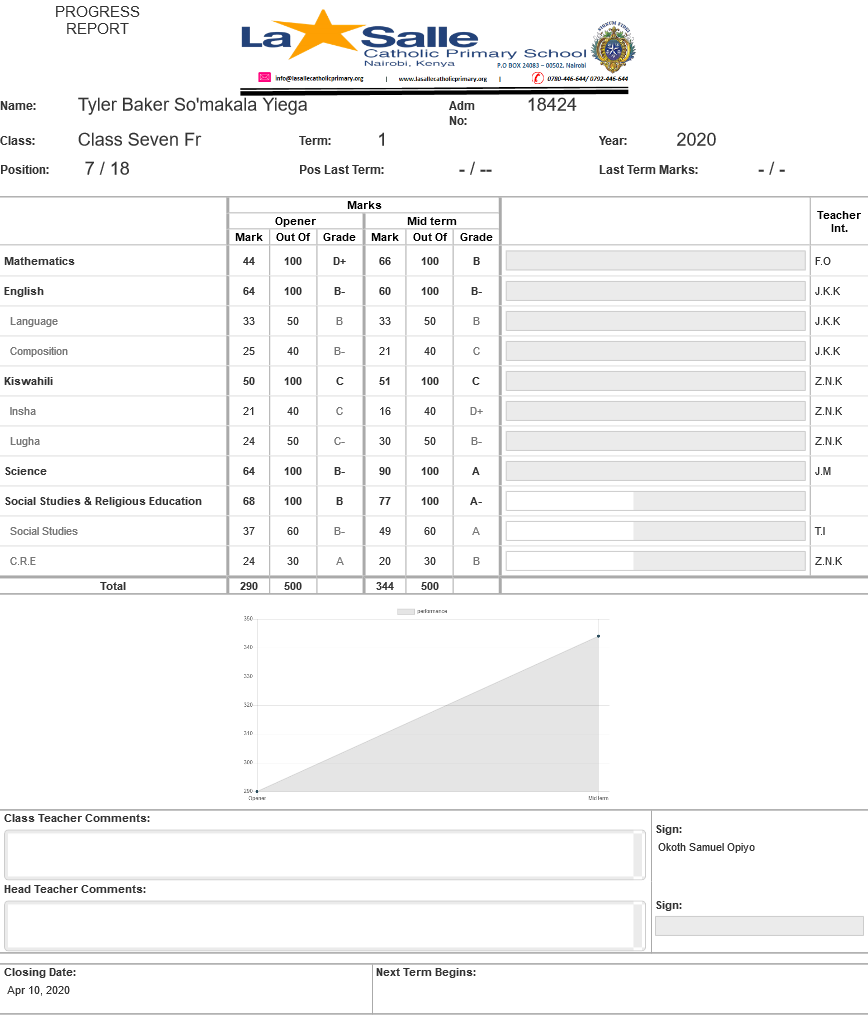 PROGRESS
REPORT
La Salle
Catholic Primary School
Nairobi, Kenya
P.O BOX 24083 – 00502, Nairobi
info@lasallecatholicprimary.org | www.lasallecatholicprimary.org | 0780-446-644/ 0792-446-644
Name: Tyler Baker So'makala Yiega Adm No: 18424
Class: Class Seven Fr Term: 1 Year: 2020
Position: 7 / 18 Pos Last Term: - / -- Last Term Marks: - / -
Marks
Opener Mid term Teacher Int.
Mark Out Of Grade Mark Out Of Grade
Mathematics 44 100 D+ 66 100 B F.O
English 64 100 B- 60 100 B- J.K.K
Language 33 50 B 33 50 B J.K.K
Composition 25 40 B- 21 40 C J.K.K
Kiswahili 50 100 C 51 100 C Z.N.K
Insha 21 40 C 16 40 D+ Z.N.K
Lugha 24 50 C- 30 50 B- Z.N.K
Science 64 100 B- 90 100 A J.M
Social Studies & Religious Education 68 100 B 77 100 A-
Social Studies 37 60 B- 49 60 A T.I
C.R.E 24 30 A 20 30 B Z.N.K
Total 290 500 344 500
performance
350
340
330
320
310
300
290
Opener Mid term
Class Teacher Comments:
Sign:
Okoth Samuel Opiyo
Head Teacher Comments:
Sign:
Closing Date: Next Term Begins:
Apr 10, 2020